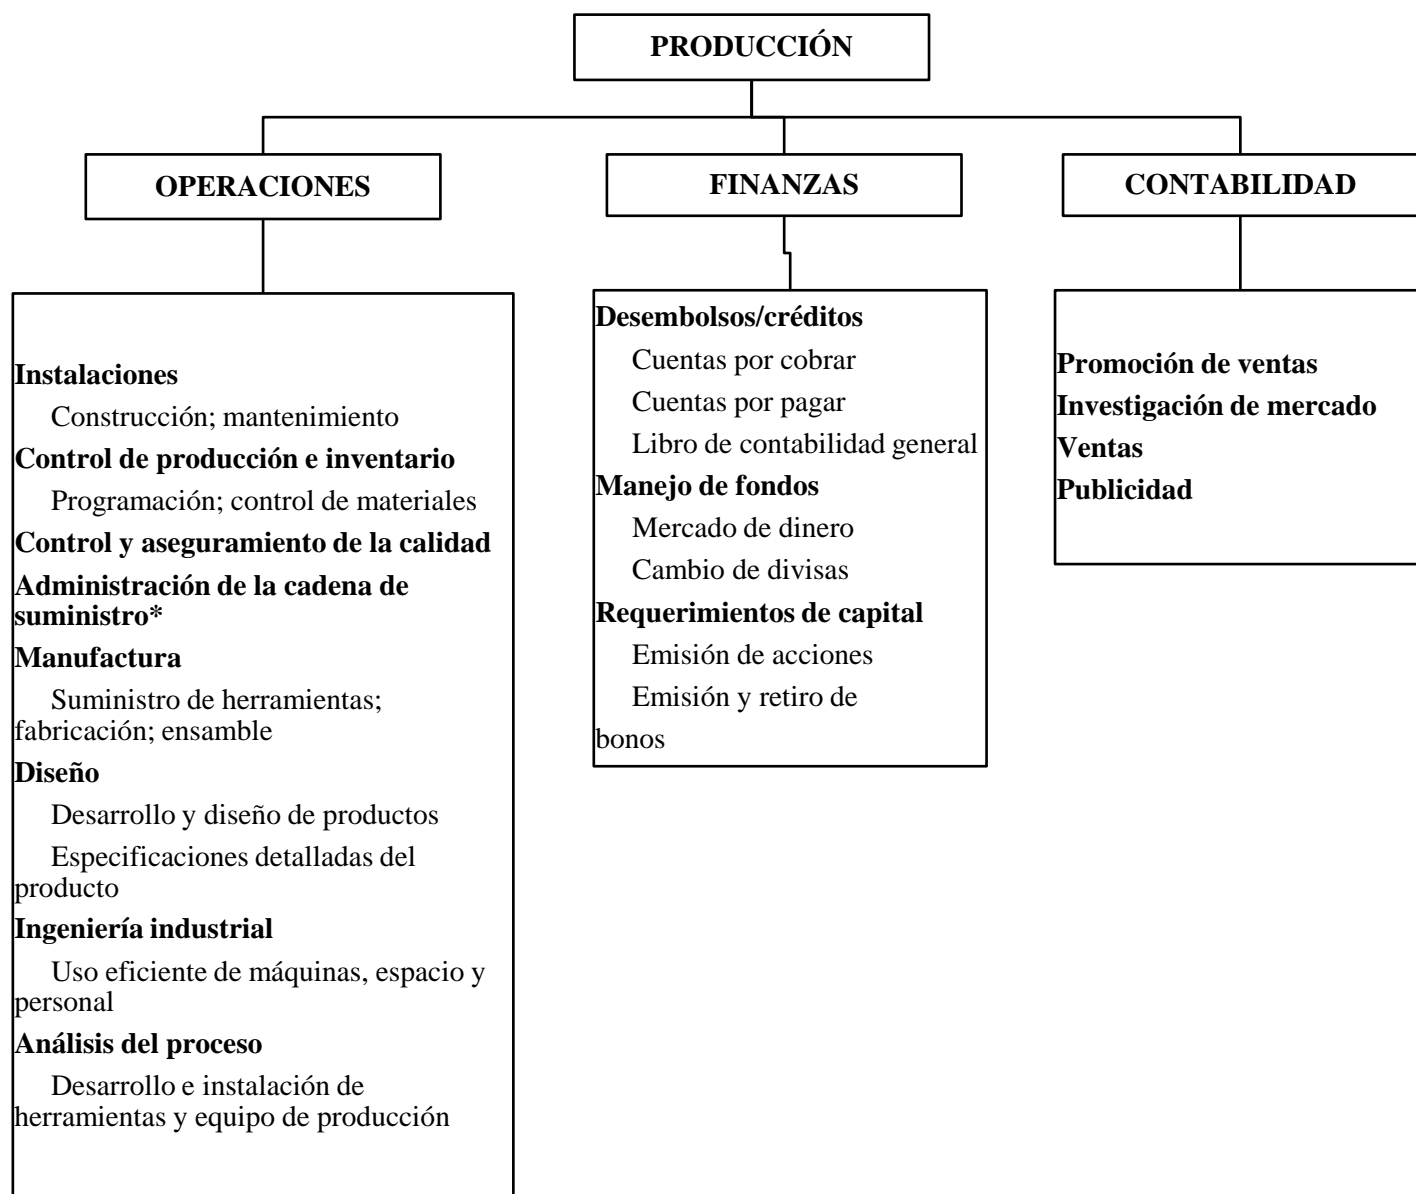 PRODUCCIÓN
OPERACIONES
FINANZAS
CONTABILIDAD
Instalaciones
Construcción; mantenimiento
Control de producción e inventario
Programación; control de materiales
Control y aseguramiento de la calidad
Administración de la cadena de
suministro*
Manufactura
Suministro de herramientas;
fabricación; ensamble
Diseño
Desarrollo y diseño de productos
Especificaciones detalladas del
producto
Ingeniería industrial
Uso eficiente de máquinas, espacio y
personal
Análisis del proceso
Desarrollo e instalación de
herramientas y equipo de producción
Desembolsos/créditos
Cuentas por cobrar
Cuentas por pagar
Libro de contabilidad general
Manejo de fondos
Mercado de dinero
Cambio de divisas
Requerimientos de capital
Emisión de acciones
Emisión y retiro de
bonos
Promoción de ventas
Investigación de mercado
Ventas
Publicidad